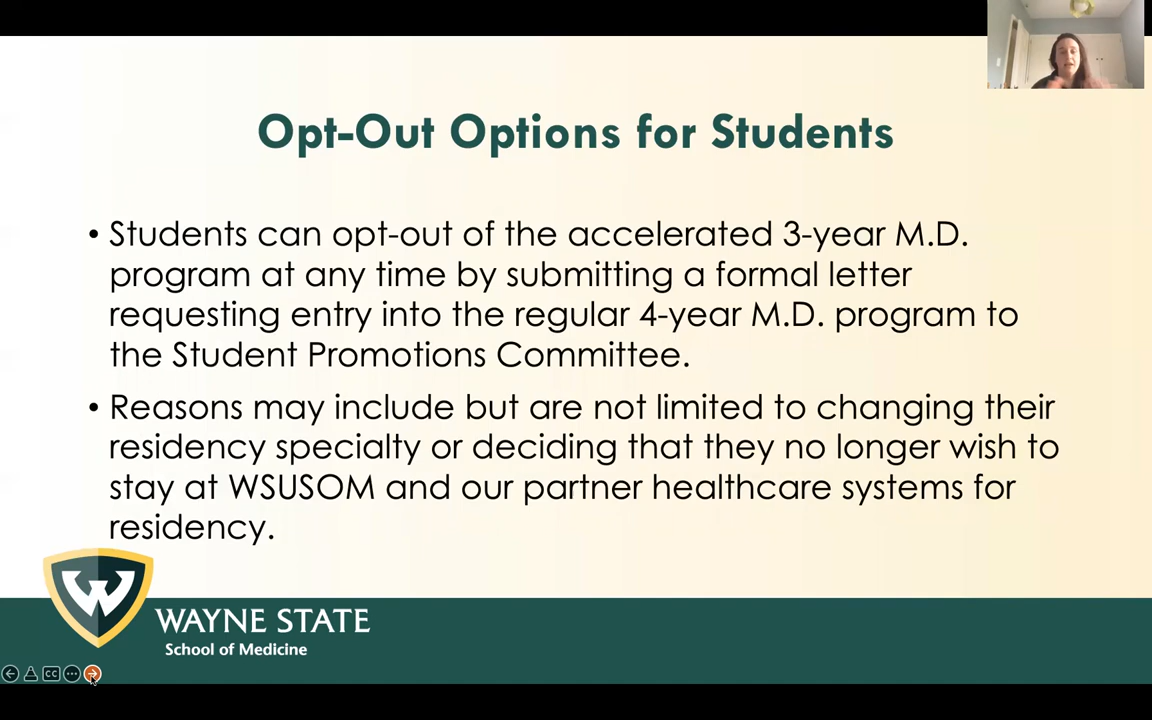 Opt-Out Options for Students
• Students can opt-out of the accelerated 3-year M.D.
program at any time by submitting a formal letter
requesting entry into the regular 4-year M.D. program to
the Student Promotions Committee.
• Reasons may include but are not limited to changing their
residency specialty or deciding that they no longer wish to
stay at WSUSOM and our partner healthcare systems for
residency.
W
WAYNE STATE
School of Medicine
CC